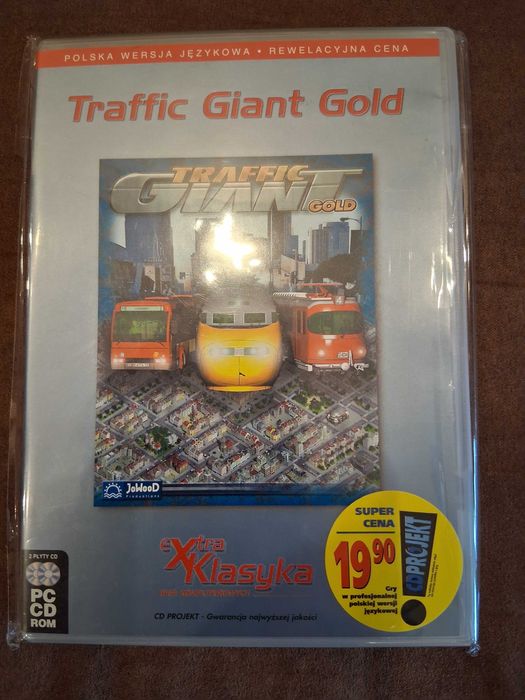 POLSKA WERSJA JĘZYKOWA • REWELACYJNA CENA
Traffic Giant Gold
TRAFFIC
GIANT
GOLD
JoWooD
Productions
eXtra
Klasyka
2 PŁYTY CD
PC
CD
ROM
CD PROJEKT - Gwarancja najwyższej jakości
SUPER
CENA
19.90
CDPROJEKT
Gry
w profesjonalnej
polskiej wersji
językowej